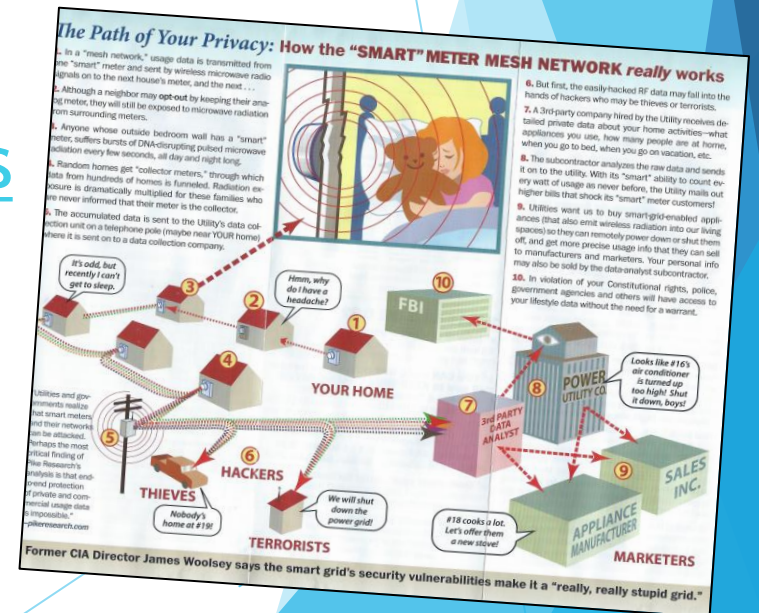 S
The Path of Your Privacy: How the "SMART" METER MESH NETWORK really works
1. In a "mesh network," usage data is transmitted from
one "smart" meter and sent by wireless microwave radio
signals on to the next house's meter, and the next . . .
2. Although a neighbor may opt-out by keeping their ana-
log meter, they will still be exposed to microwave radiation
from surrounding meters.
3. Anyone whose outside bedroom wall has a "smart"
meter, suffers bursts of DNA-disrupting pulsed microwave
radiation every few seconds, all day and night long.
4. Random homes get "collector meters," through which
data from hundreds of homes is funneled. Radiation ex-
posure is dramatically multiplied for these families who
are never informed that their meter is the collector.
5. The accumulated data is sent to the Utility's data col-
lection unit on a telephone pole (maybe near YOUR home)
where it is sent on to a data collection company.
6. But first, the easily-hacked RF data may fall into the
hands of hackers who may be thieves or terrorists.
7. A 3rd-party company hired by the Utility receives de-
tailed private data about your home activities—what
appliances you use, how many people are at home,
when you go to bed, when you go on vacation, etc.
8. The subcontractor analyzes the raw data and sends
it on to the utility. With its "smart" ability to count ev-
ery watt of usage as never before, the Utility mails out
higher bills that shock its "smart" meter customers!
9. Utilities want us to buy smart-grid-enabled appli-
ances (that also emit wireless radiation into our living
spaces) so they can remotely power down or shut them
off, and get more precise usage info that they can sell
to manufacturers and marketers. Your personal info
may also be sold by the data-analyst subcontractor.
10. In violation of your Constitutional rights, police,
government agencies and others will have access to
your lifestyle data without the need for a warrant.
It's odd, but
recently I can't
get to sleep.
3
2
Hmm, why
do I have a
headache?
1
4
YOUR HOME
10
FBI
7
3rd PARTY
DATA
ANALYST
8
POWER
UTILITY CO.
Looks like #16's
air conditioner
is turned up
too high! Shut
it down, boys!
"Utilities and gov-
ernments realize
that smart meters
and their networks
can be attacked.
Perhaps the most
critical finding of
Pike Research's
analysis is that end-
to-end protection
of private and com-
mercial usage data
is impossible."
—pikeresearch.com
5
6
HACKERS
THIEVES
Nobody's
home at #19!
TERRORISTS
We will shut
down the
power grid!
#18 cooks a lot.
Let's offer them
a new stove!
9
SALES
INC.
APPLIANCE
MANUFACTURER
MARKETERS
Former CIA Director James Woolsey says the smart grid's security vulnerabilities make it a "really, really stupid grid."